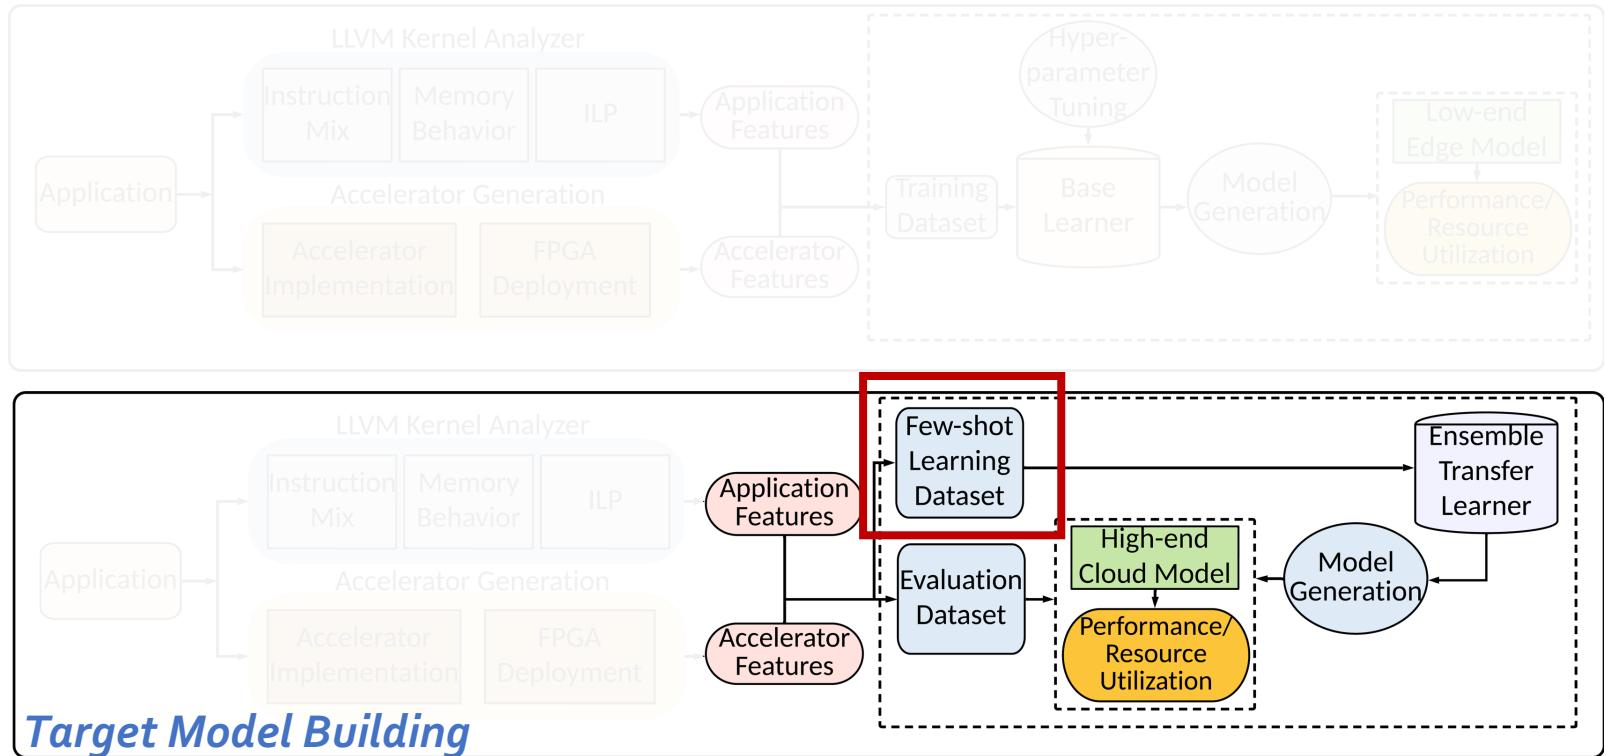 LLVM Kernel Analyzer
Instruction
Mix
Memory
Behavior
ILP
Application
Accelerator Generation
Accelerator
Implementation
FPGA
Deployment
Application
Features
Accelerator
Features
Hyper-
parameter
Tuning
Training
Dataset
Base
Learner
Model
Generation
Low-end
Edge Model
Performance/
Resource
Utilization
LLVM Kernel Analyzer
Instruction
Mix
Memory
Behavior
ILP
Application
Accelerator Generation
Accelerator
Implementation
FPGA
Deployment
Application
Features
Accelerator
Features
Few-shot
Learning
Dataset
Evaluation
Dataset
High-end
Cloud Model
Performance/
Resource
Utilization
Model
Generation
Ensemble
Transfer
Learner
Target Model Building